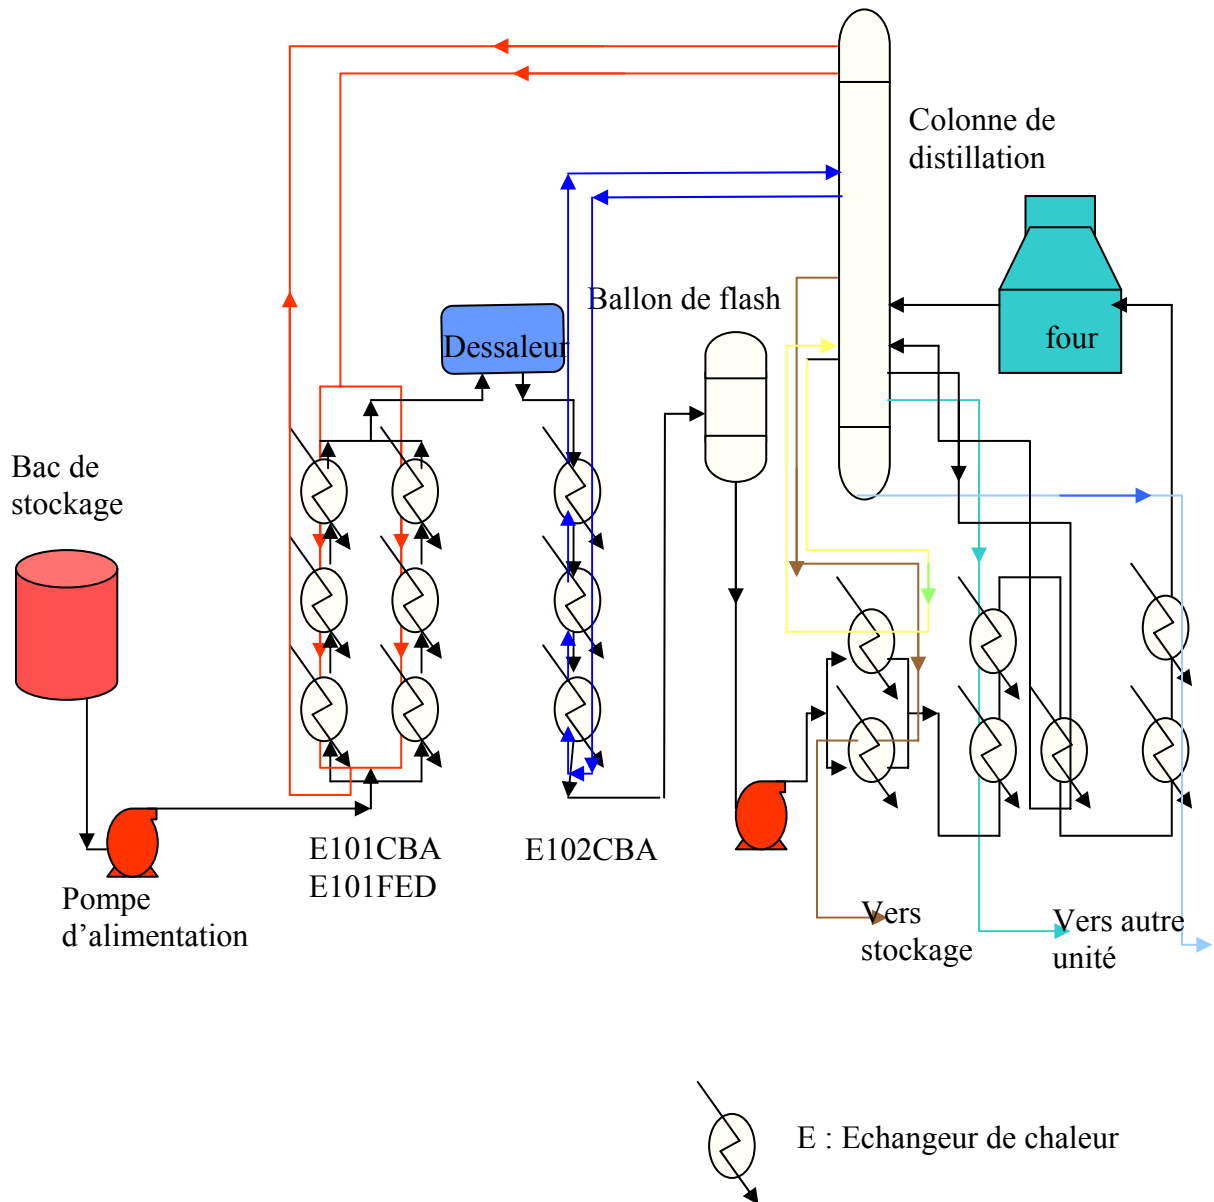 Colonne de
distillation
Ballon de flash
four
Dessaleur
Bac de
stockage
E101CBA
E101FED
E102CBA
Pompe
d’alimentation
Vers
stockage
Vers autre
unité
E : Echangeur de chaleur